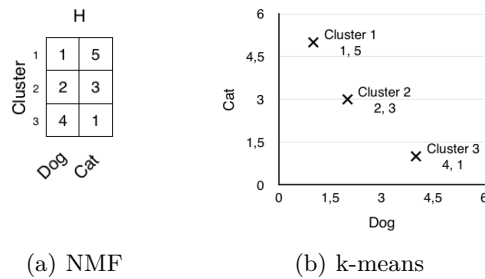 H
Cluster
1 1 5
2 2 3
3 4 1
Dog Cat
(a) NMF
6
4,5
3
1,5
0
Cat
Cluster 1
1, 5
Cluster 2
2, 3
Cluster 3
4, 1
0 1,5 3 4,5 6
Dog
(b) k-means